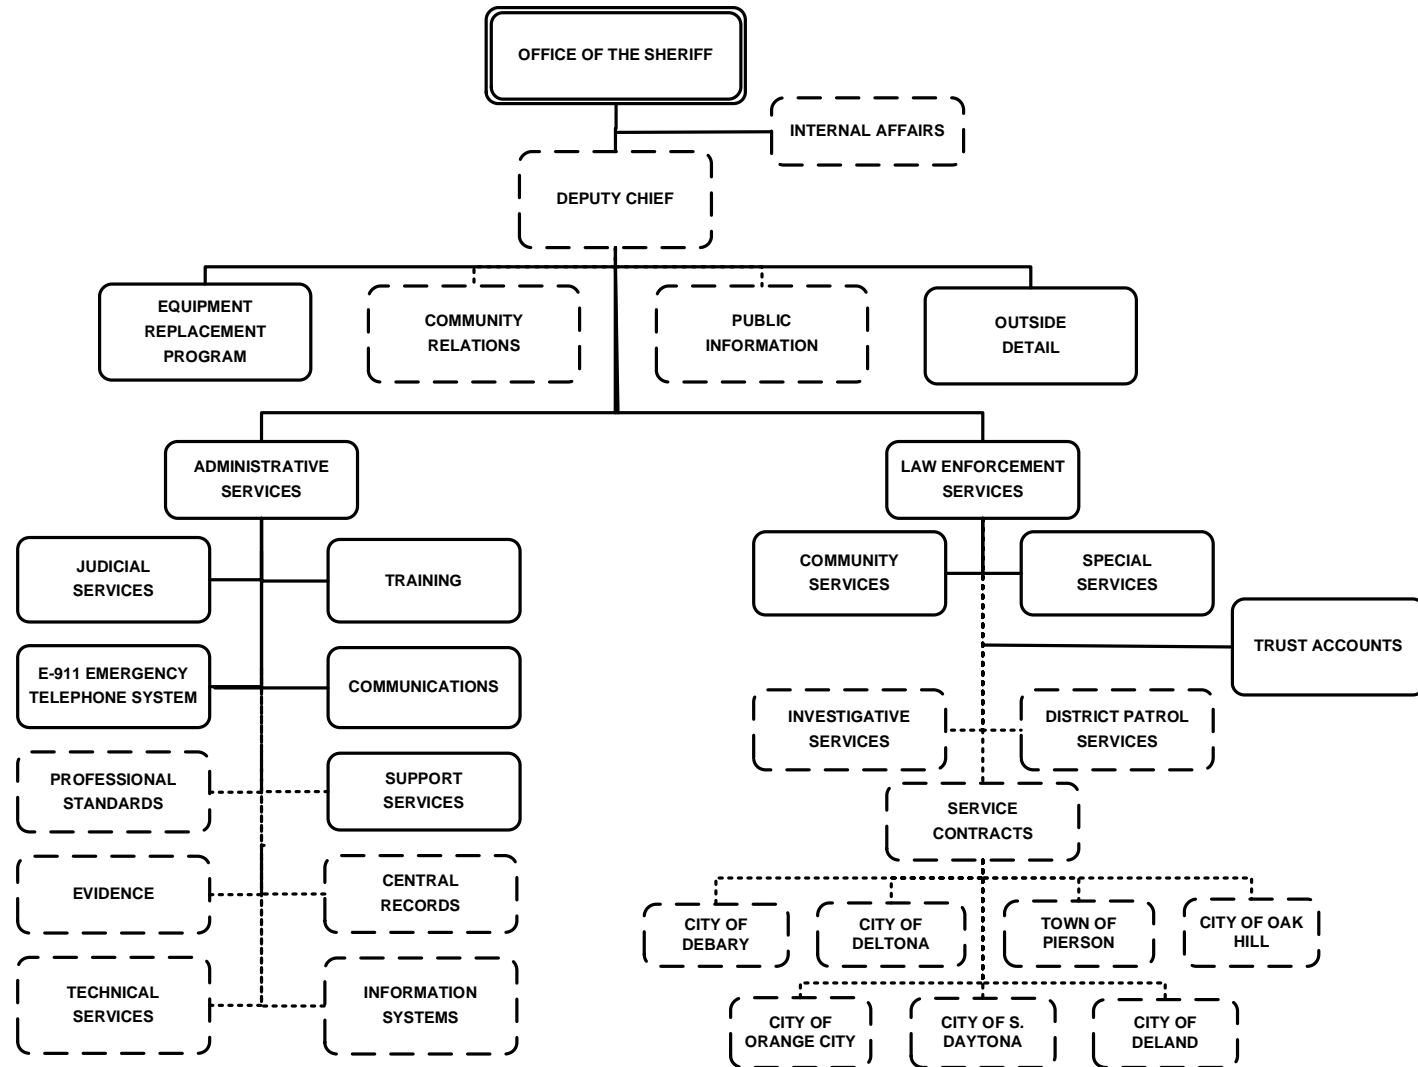 OFFICE OF THE SHERIFF
INTERNAL AFFAIRS
DEPUTY CHIEF
EQUIPMENT
REPLACEMENT
PROGRAM
COMMUNITY
RELATIONS
PUBLIC
INFORMATION
OUTSIDE
DETAIL
ADMINISTRATIVE
SERVICES
LAW ENFORCEMENT
SERVICES
JUDICIAL
SERVICES
TRAINING
COMMUNITY
SERVICES
SPECIAL
SERVICES
TRUST ACCOUNTS
E-911 EMERGENCY
TELEPHONE SYSTEM
COMMUNICATIONS
INVESTIGATIVE
SERVICES
DISTRICT PATROL
SERVICES
PROFESSIONAL
STANDARDS
SUPPORT
SERVICES
SERVICE
CONTRACTS
EVIDENCE
CENTRAL
RECORDS
CITY OF
DEBARY
CITY OF
DELTONA
TOWN OF
PIERSON
CITY OF OAK
HILL
TECHNICAL
SERVICES
INFORMATION
SYSTEMS
CITY OF
ORANGE CITY
CITY OF S.
DAYTONA
CITY OF
DELAND